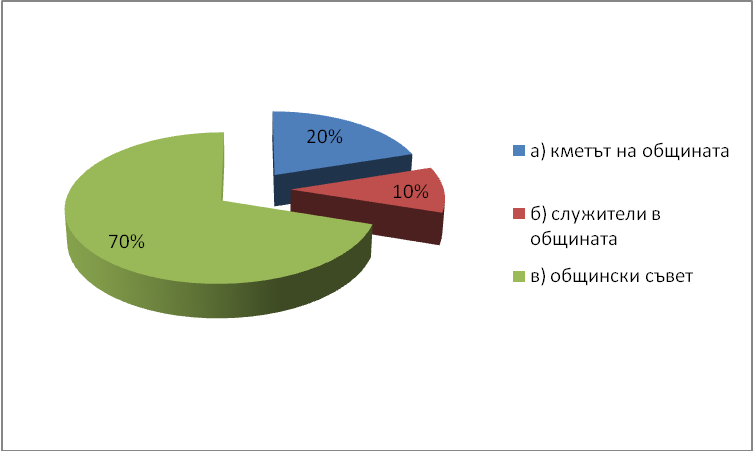 20%
10%
70%
а) кметът на общината
б) служители в
общината
в) общински съвет